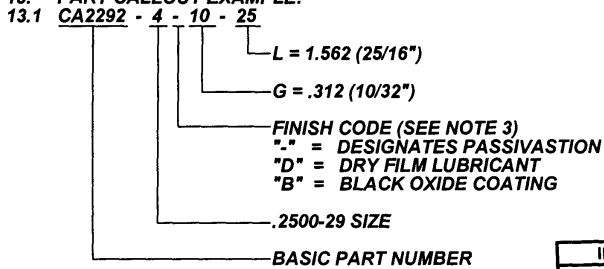 13.1 CA2292 - 4 - 10 - 25
L = 1.562 (25/16")
G = .312 (10/32")
FINISH CODE (SEE NOTE 3)
"-" = DESIGNATES PASSIVASTION
"D" = DRY FILM LUBRICANT
"B" = BLACK OXIDE COATING
.2500-29 SIZE
BASIC PART NUMBER